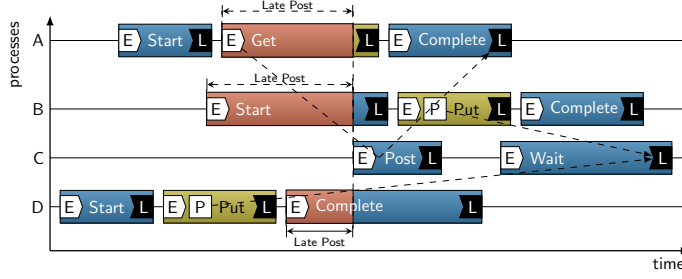 Late Post
processes
A E Start L E Get L E Complete L
Late Post
B E Start L E P Put L E Complete L
C E Post L E Wait L
D E Start L E P Put L E Complete L
Late Post
time